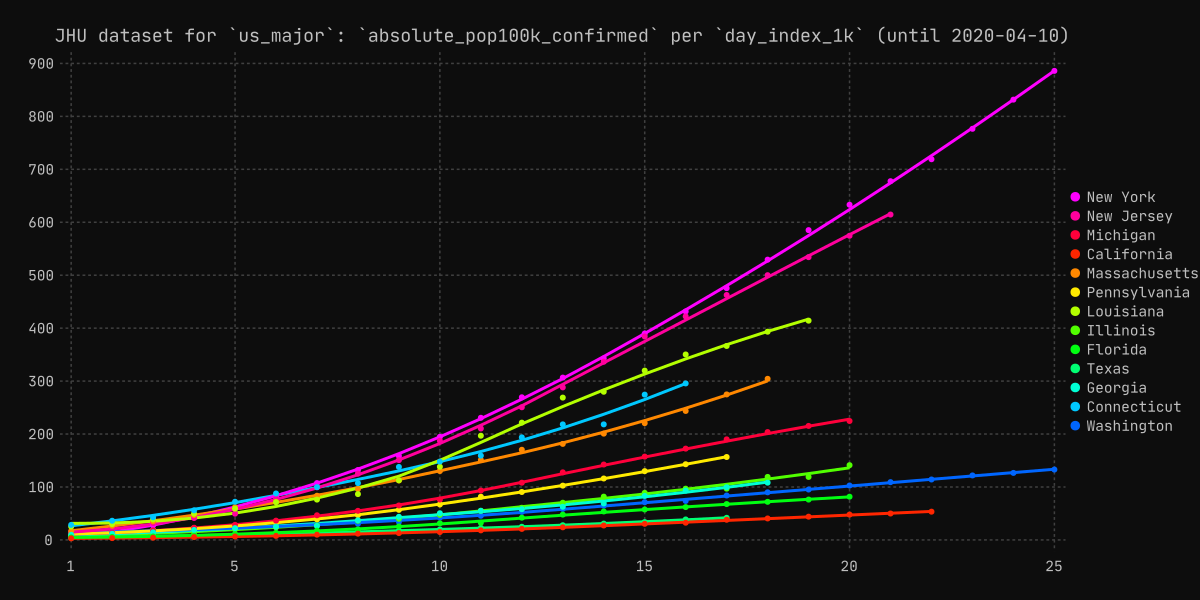 JHU dataset for `us_major`: `absolute_pop100k_confirmed` per `day_index_1k` (until 2020-04-10)
900
800
700
600
500
400
300
200
100
0
1 5 10 15 20 25
New York
New Jersey
Michigan
California
Massachusetts
Pennsylvania
Louisiana
Illinois
Florida
Texas
Georgia
Connecticut
Washington